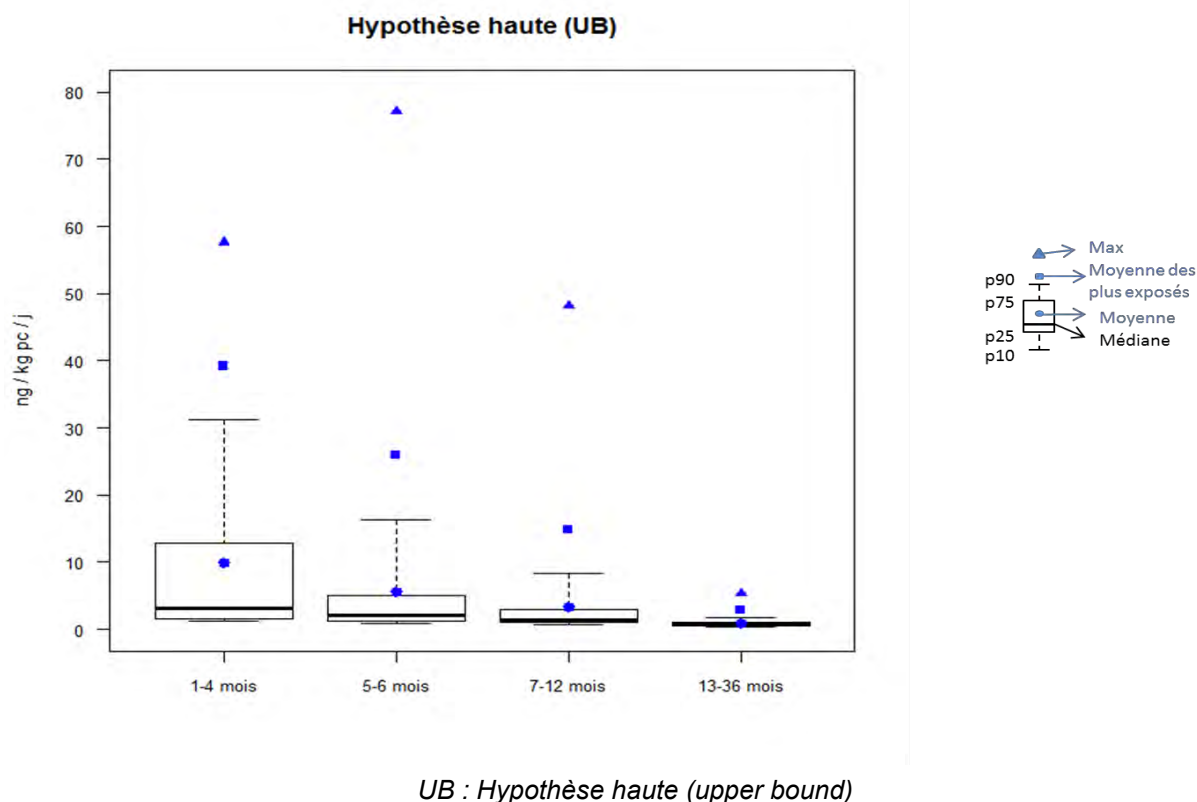 Hypothèse haute (UB)
80
70
60
50
40
30
20
10
0
ng / kg pc / j
1-4 mois
5-6 mois
7-12 mois
13-36 mois
Max
p90
Moyenne des
plus exposés
p75
Moyenne
p25
Médiane
p10
UB : Hypothèse haute (upper bound)